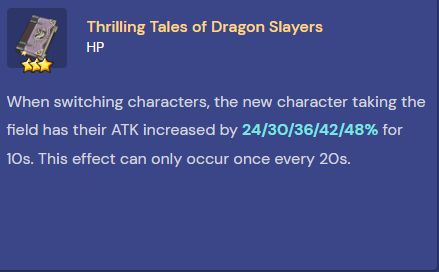 Thrilling Tales of Dragon Slayers
HP
When switching characters, the new character taking the
field has their ATK increased by 24/30/36/42/48% for
10s. This effect can only occur once every 20s.